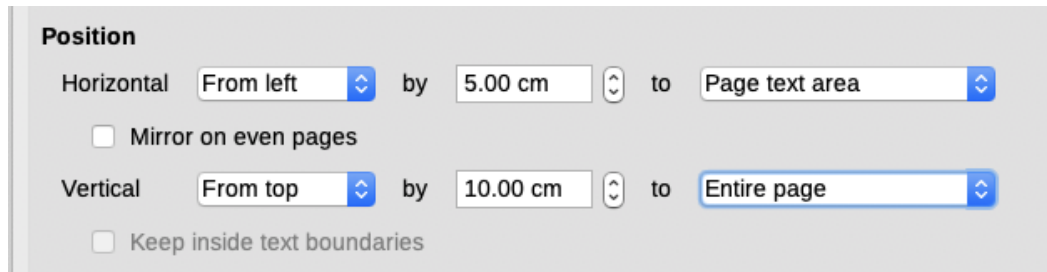 Position
Horizontal From left by 5.00 cm to Page text area
Mirror on even pages
Vertical From top by 10.00 cm to Entire page
Keep inside text boundaries